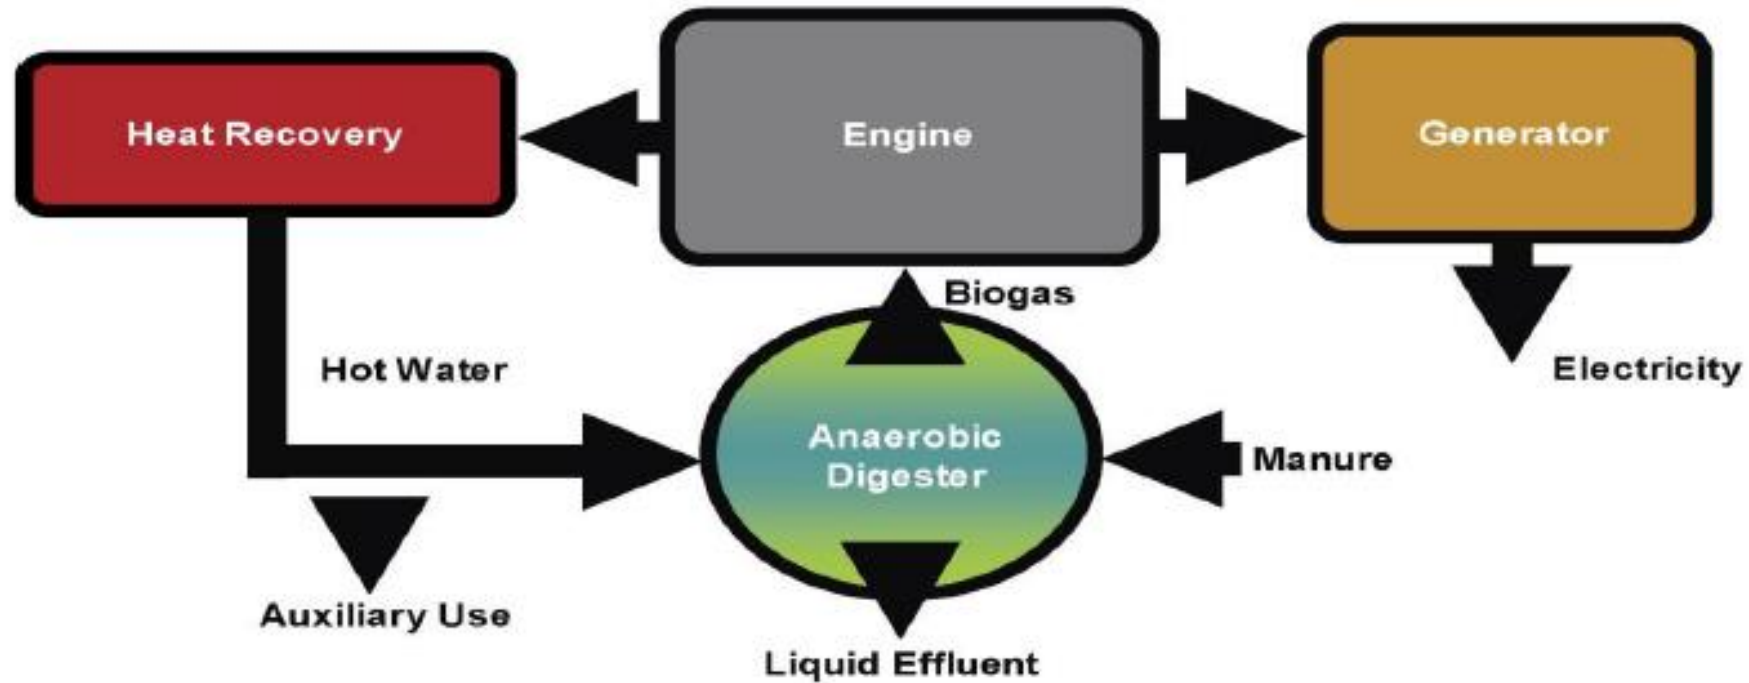 Heat Recovery
Engine
Generator
Biogas
Hot Water
Electricity
Anaerobic
Digester
Manure
Auxiliary Use
Liquid Effluent